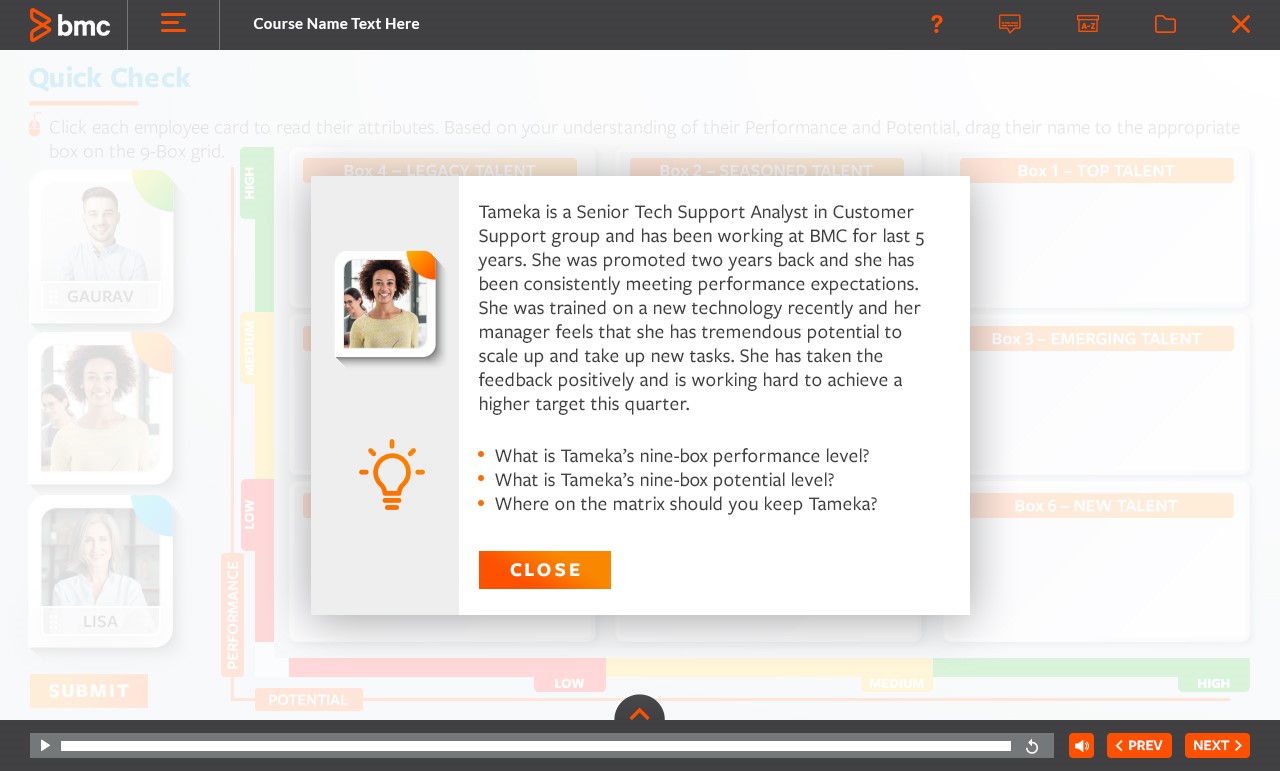 bmc
Course Name Text Here
?
A-Z
Quick Check
Click each employee card to read their attributes. Based on your understanding of their Performance and Potential, drag their name to the appropriate
box on the 9-Box grid.
HIGH
Box 4 – LEGACY TALENT
Box 2 – SEASONED TALENT
Box 1 – TOP TALENT
GAURAV
Tameka is a Senior Tech Support Analyst in Customer
Support group and has been working at BMC for last 5
years. She was promoted two years back and she has
been consistently meeting performance expectations.
She was trained on a new technology recently and her
manager feels that she has tremendous potential to
scale up and take up new tasks. She has taken the
feedback positively and is working hard to achieve a
higher target this quarter.
MEDIUM
Box 3 – EMERGING TALENT
What is Tameka’s nine-box performance level?
What is Tameka’s nine-box potential level?
Where on the matrix should you keep Tameka?
LOW
Box 6 – NEW TALENT
CLOSE
LISA
PERFORMANCE
SUBMIT
LOW
MEDIUM
HIGH
POTENTIAL
PREV
NEXT